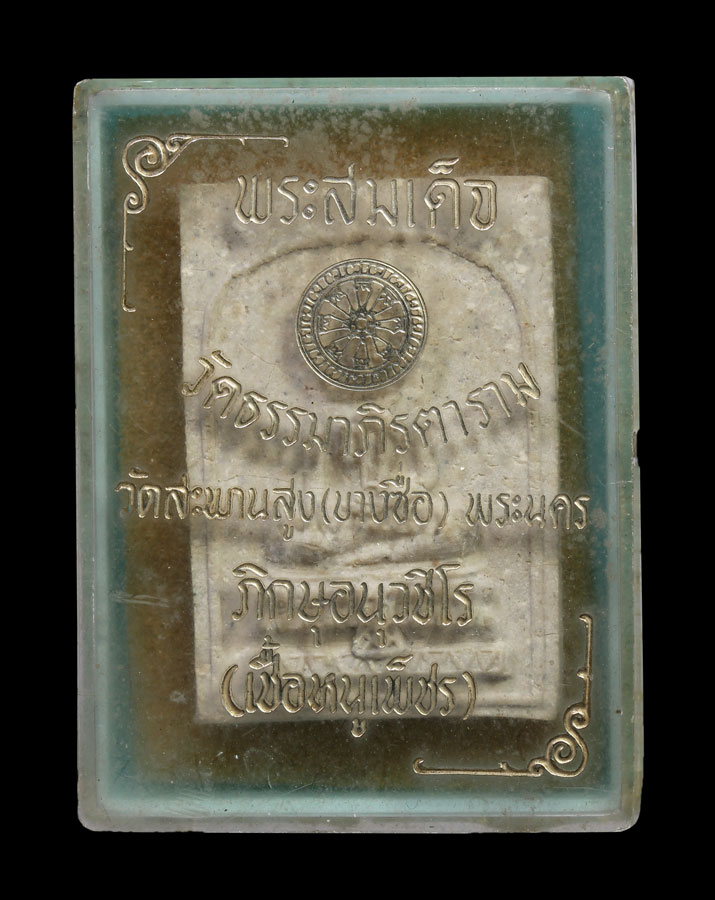 พระสมเด็จ
วัดธรรมาภิรตาราม
วัดสะพานสูง(บางซื่อ) พระนคร
ภิกษุอนุวชีโร
(เชื้อหนูเพ็ชร)